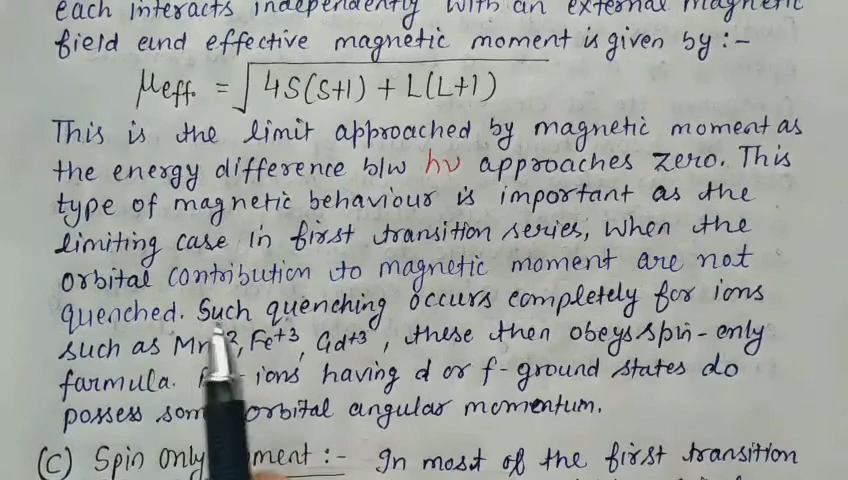 each interacts independently with an external magnetic
field and effective magnetic moment is given by :-
μeff. = √4S(S+1) + L(L+1)
This is the limit approached by magnetic moment as
the energy difference b/w hν approaches zero. This
type of magnetic behaviour is important as the
limiting case in first transition series, when the
orbital contribution to magnetic moment are not
quenched. Such quenching occurs completely for ions
such as Mn, Fe+3, Gd+3, these then obeys spin-only
farmula. ions having d or f-ground states do
possess orbital angular momentum.
(C) Spin Only :- In most of the first transition